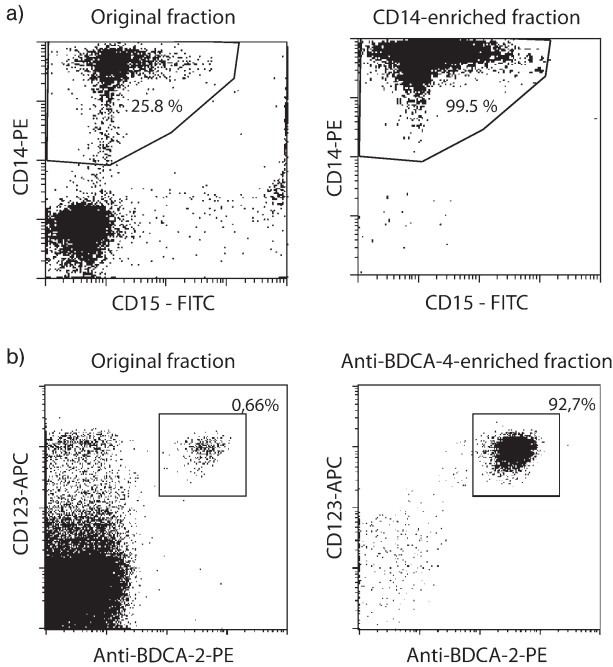 a)
Original fraction
CD14-enriched fraction
25.8 %
99.5 %
CD14-PE
CD14-PE
CD15 - FITC
CD15 - FITC
b)
Original fraction
Anti-BDCA-4-enriched fraction
0,66%
92,7%
CD123-APC
CD123-APC
Anti-BDCA-2-PE
Anti-BDCA-2-PE